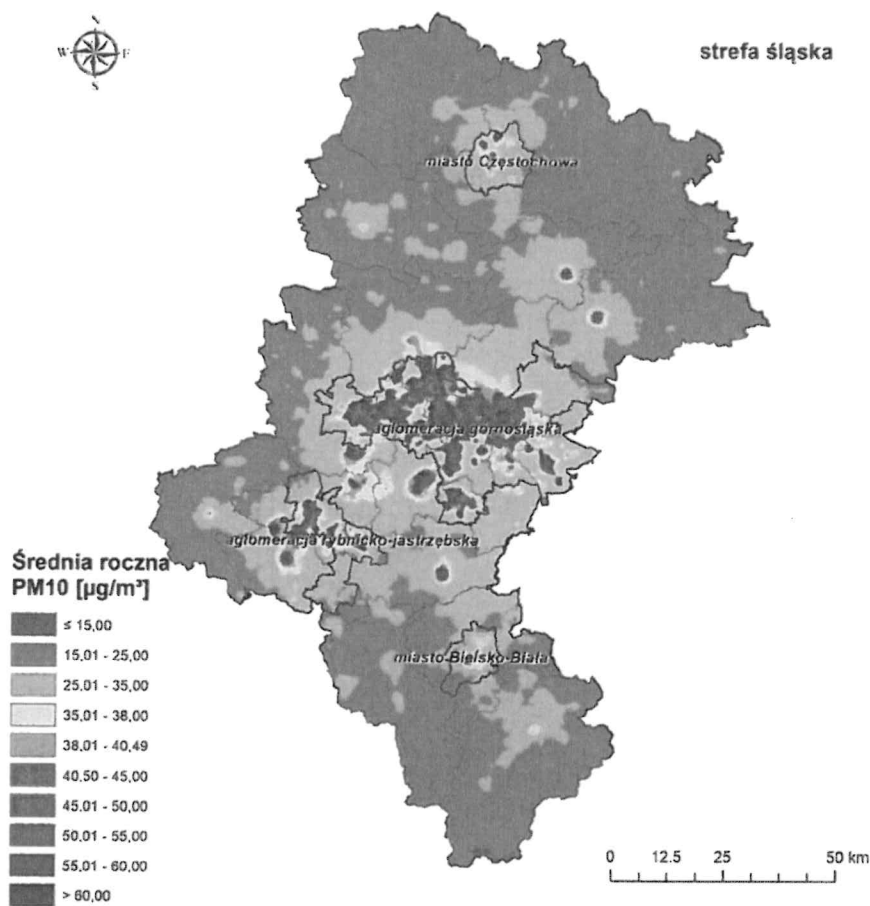 W
strefa śląska
miasto Częstochowa
aglomeracja górnośląska
aglomeracja rybnicko-jastrzębska
miasto Bielsko-Biała
Średnia roczna
PM10 [µg/m³]
≤ 15,00
15,01 - 25,00
25,01 - 35,00
35,01 - 38,00
38,01 - 40,49
40,50 - 45,00
45,01 - 50,00
50,01 - 55,00
55,01 - 60,00
> 60,00
0 12.5 25 50 km